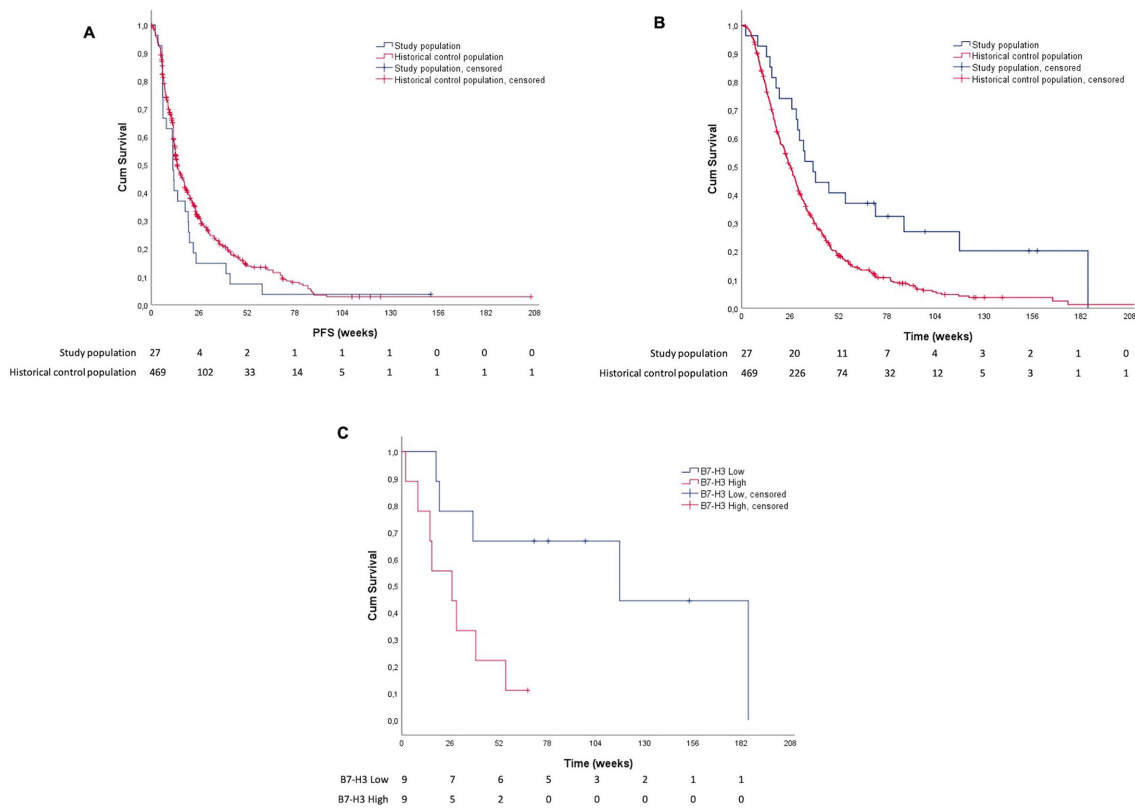 A
Study population
Historical control population
Study population, censored
Historical control population, censored
Cum Survival
1,0
0,9
0,8
0,7
0,6
0,5
0,4
0,3
0,2
0,1
0,0
0 26 52 78 104 130 156 182 208
PFS (weeks)
Study population 27 4 2 1 1 1 0 0 0
Historical control population 469 102 33 14 5 1 1 1 1
B
Study population
Historical control population
Study population, censored
Historical control population, censored
Cum Survival
1,0
0,9
0,8
0,7
0,6
0,5
0,4
0,3
0,2
0,1
0,0
0 26 52 78 104 130 156 182 208
Time (weeks)
Study population 27 20 11 7 4 3 2 1 0
Historical control population 469 226 74 32 12 5 3 1 1
C
B7-H3 Low
B7-H3 High
B7-H3 Low, censored
B7-H3 High, censored
Cum Survival
1,0
0,9
0,8
0,7
0,6
0,5
0,4
0,3
0,2
0,1
0,0
0 26 52 78 104 130 156 182 208
Time (weeks)
B7-H3 Low 9 7 6 5 3 2 1 1
B7-H3 High 9 5 2 0 0 0 0 0